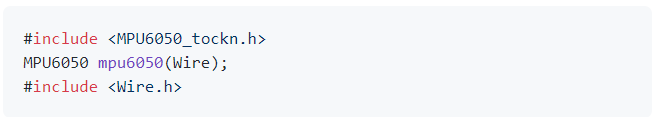 #include <MPU6050_tockn.h>
MPU6050 mpu6050(Wire);
#include <Wire.h>